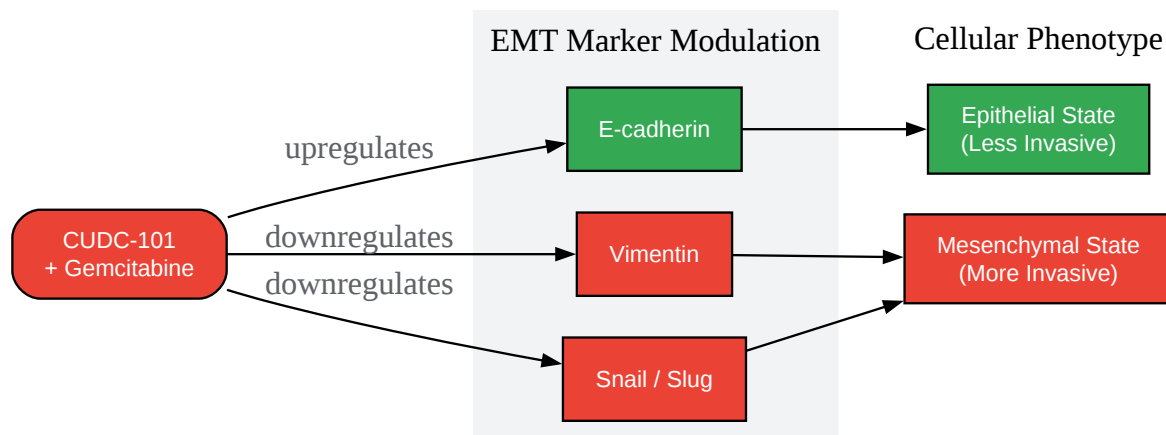 EMT Marker Modulation
Cellular Phenotype
E-cadherin
Epithelial State
(Less Invasive)
upregulates
CUDC-101
+ Gemcitabine
downregulates
Vimentin
Mesenchymal State
(More Invasive)
downregulates
Snail / Slug